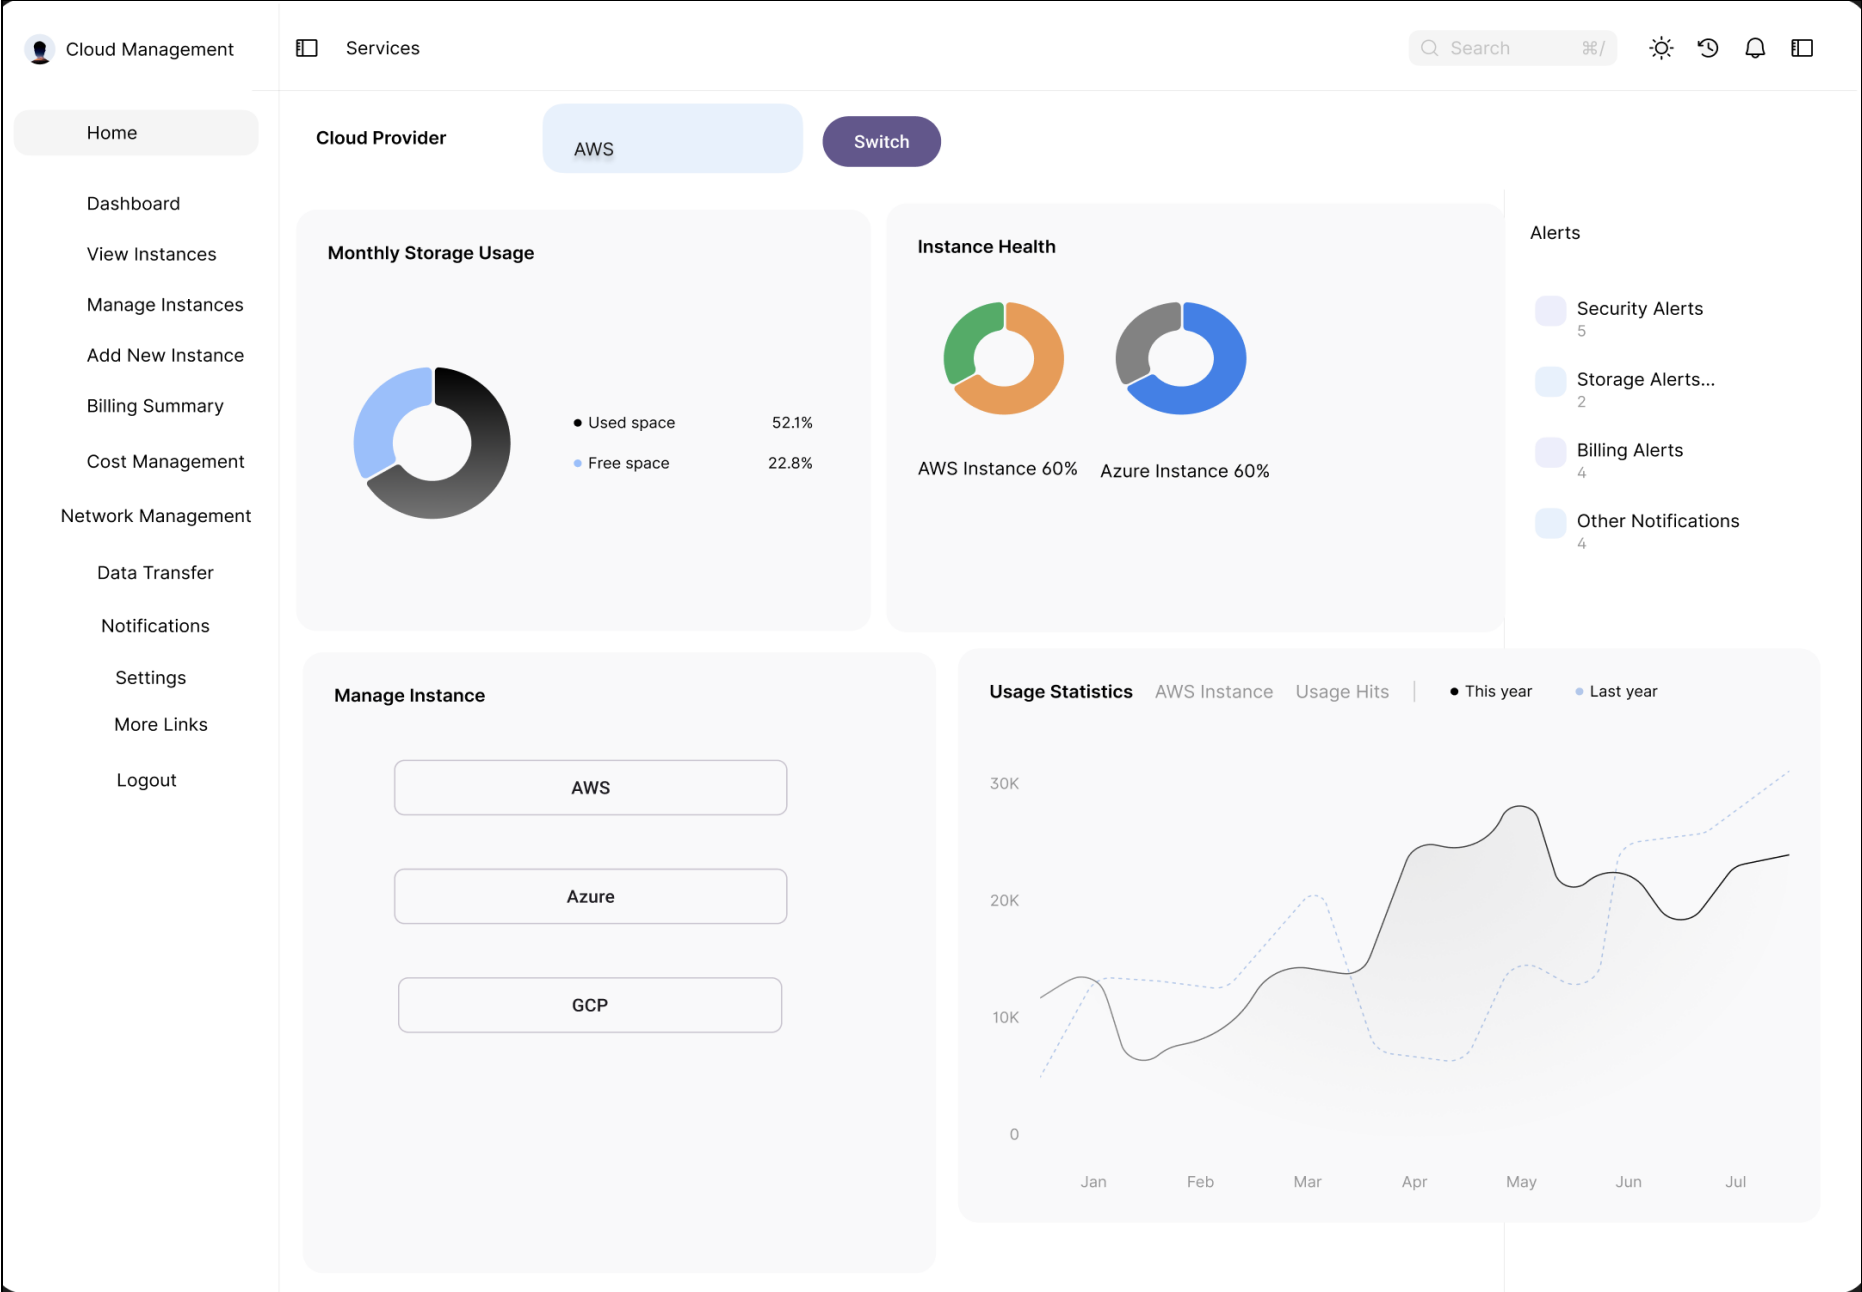 Cloud Management
Services
Search ⌘/
Home
Dashboard
View Instances
Manage Instances
Add New Instance
Billing Summary
Cost Management
Network Management
Data Transfer
Notifications
Settings
More Links
Logout
Cloud Provider
AWS
Switch
Monthly Storage Usage
Used space 52.1%
Free space 22.8%
Instance Health
AWS Instance 60%
Azure Instance 60%
Alerts
Security Alerts
5
Storage Alerts...
2
Billing Alerts
4
Other Notifications
4
Manage Instance
AWS
Azure
GCP
Usage Statistics AWS Instance Usage Hits This year Last year
30K
20K
10K
0
Jan Feb Mar Apr May Jun Jul